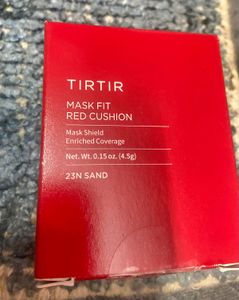 TIRTIR
MASK FIT
RED CUSHION
Mask Shield
Enriched Coverage
Net. Wt. 0.15 oz. (4.5g)
23N SAND